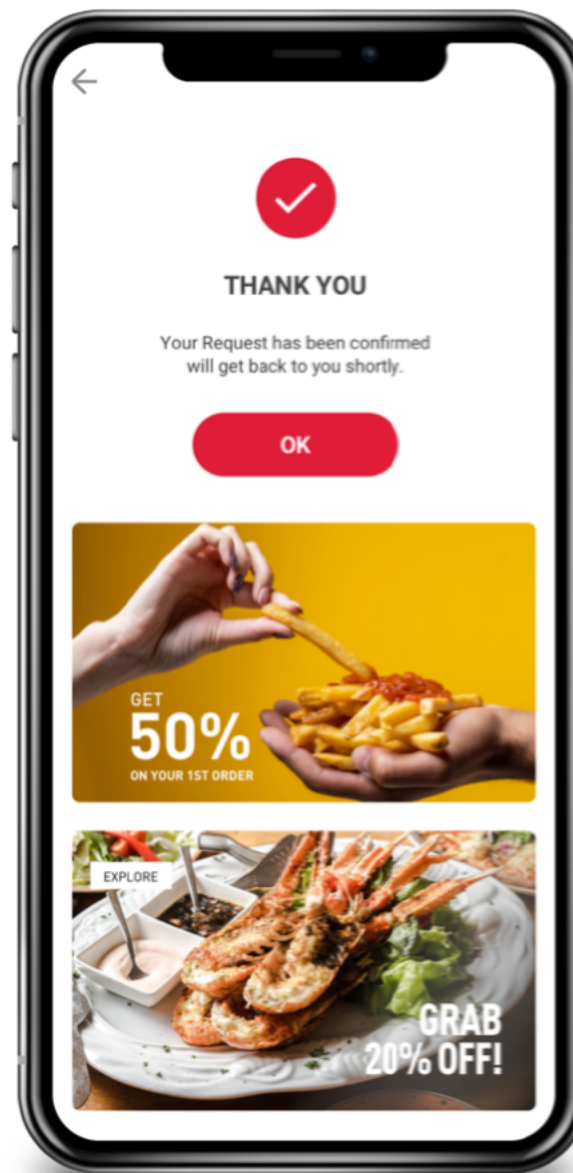 THANK YOU
Your Request has been confirmed
will get back to you shortly.
OK
GET
50%
ON YOUR 1ST ORDER
EXPLORE
GRAB
20% OFF!